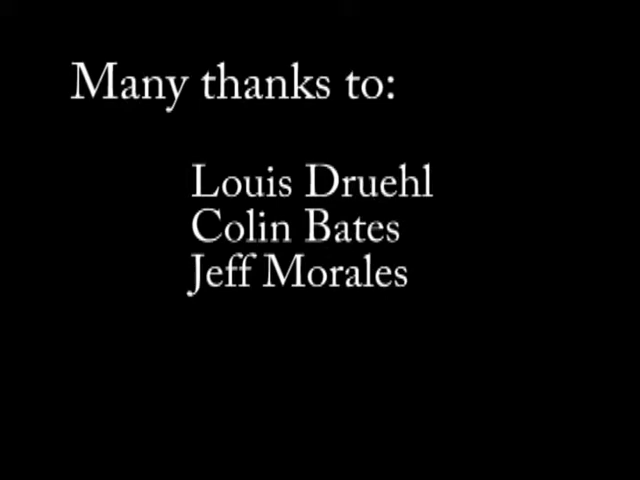 Many thanks to:
Louis Druehl
Colin Bates
Jeff Morales